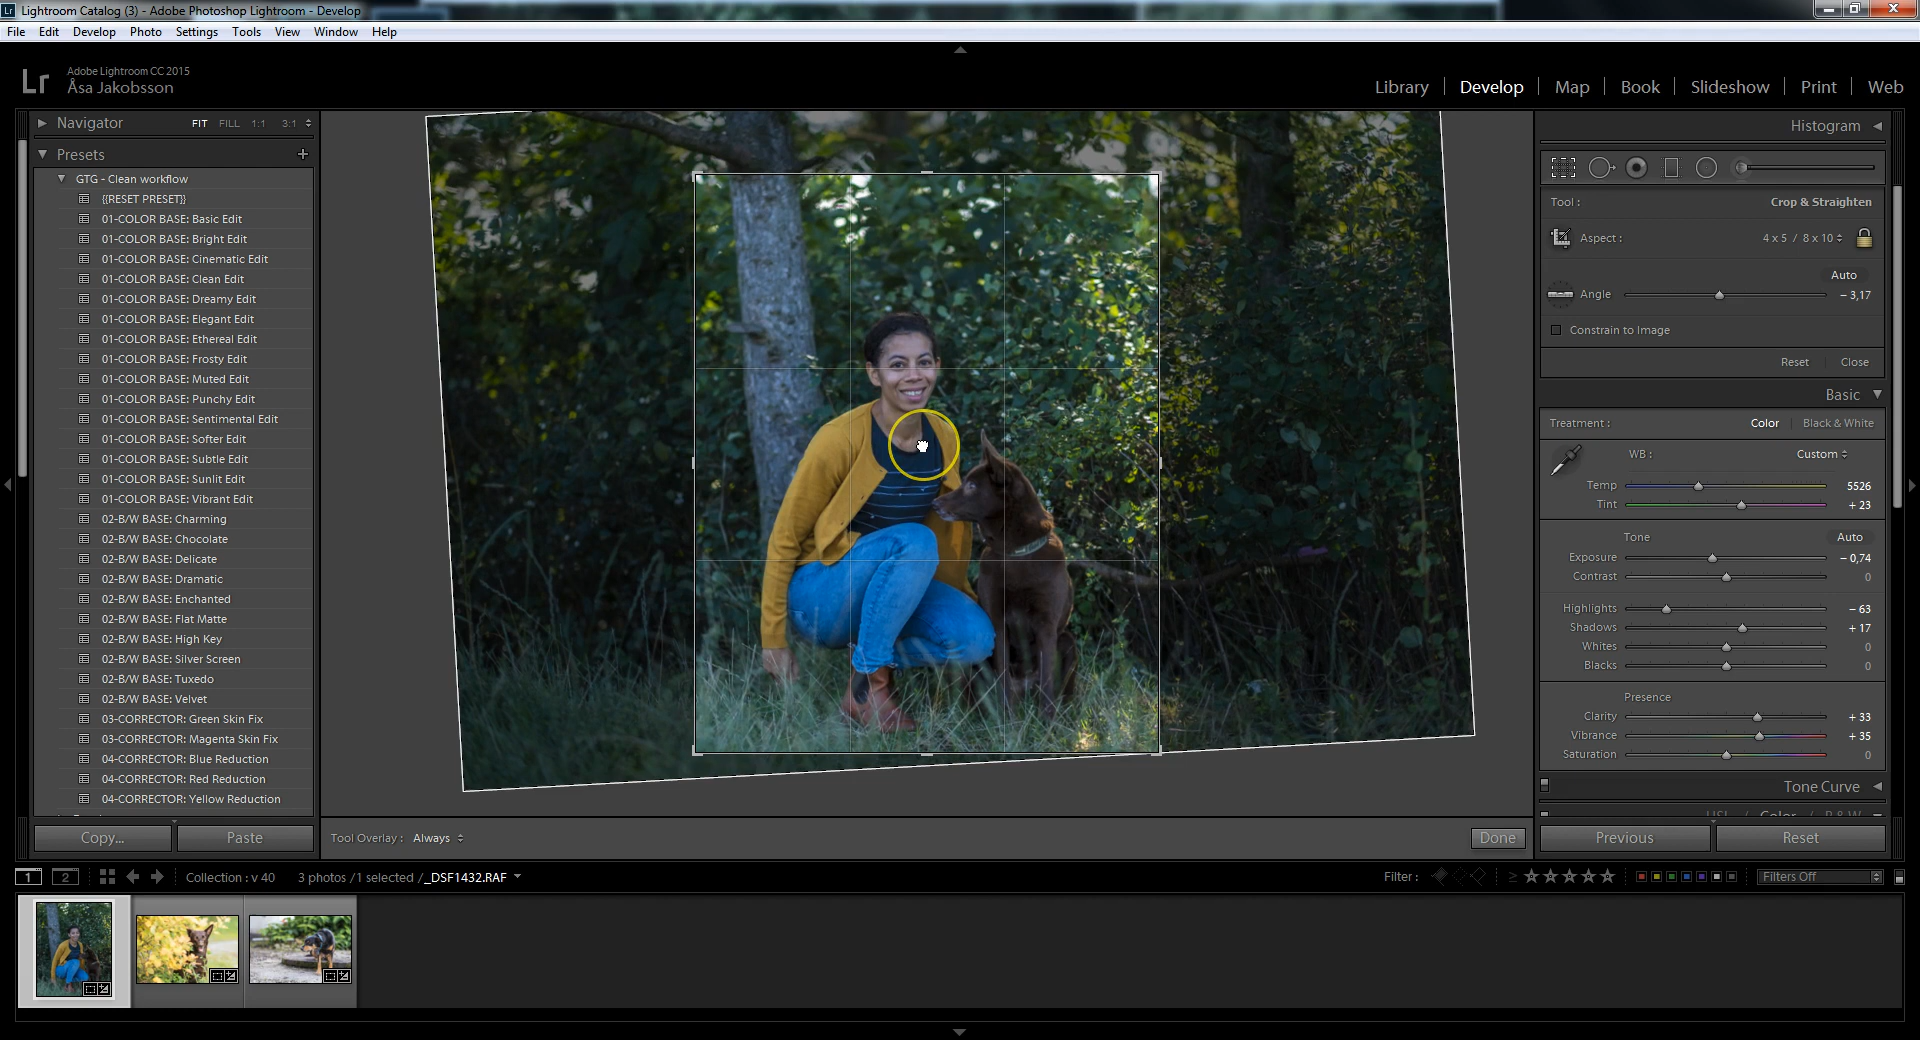 Lr Lightroom Catalog (3) - Adobe Photoshop Lightroom - Develop
File Edit Develop Photo Settings Tools View Window Help
Lr Adobe Lightroom CC 2015
Åsa Jakobsson
Library Develop Map Book Slideshow Print Web
Navigator FIT FILL 1:1 3:1
Presets +
GTG - Clean workflow
{{RESET PRESET}}
01-COLOR BASE: Basic Edit
01-COLOR BASE: Bright Edit
01-COLOR BASE: Cinematic Edit
01-COLOR BASE: Clean Edit
01-COLOR BASE: Dreamy Edit
01-COLOR BASE: Elegant Edit
01-COLOR BASE: Ethereal Edit
01-COLOR BASE: Frosty Edit
01-COLOR BASE: Muted Edit
01-COLOR BASE: Punchy Edit
01-COLOR BASE: Sentimental Edit
01-COLOR BASE: Softer Edit
01-COLOR BASE: Subtle Edit
01-COLOR BASE: Sunlit Edit
01-COLOR BASE: Vibrant Edit
02-B/W BASE: Charming
02-B/W BASE: Chocolate
02-B/W BASE: Delicate
02-B/W BASE: Dramatic
02-B/W BASE: Enchanted
02-B/W BASE: Flat Matte
02-B/W BASE: High Key
02-B/W BASE: Silver Screen
02-B/W BASE: Tuxedo
02-B/W BASE: Velvet
03-CORRECTOR: Green Skin Fix
03-CORRECTOR: Magenta Skin Fix
04-CORRECTOR: Blue Reduction
04-CORRECTOR: Red Reduction
04-CORRECTOR: Yellow Reduction
Copy... Paste
Tool Overlay : Always
Done
Histogram
Tool : Crop & Straighten
Aspect : 4 x 5 / 8 x 10
Auto
Angle – 3,17
Constrain to Image
Reset Close
Basic
Treatment : Color Black & White
WB : Custom
Temp 5526
Tint + 23
Tone Auto
Exposure – 0,74
Contrast 0
Highlights – 63
Shadows + 17
Whites 0
Blacks 0
Presence
Clarity + 33
Vibrance + 35
Saturation 0
Tone Curve
Previous Reset
1 2 Collection : v 40 3 photos / 1 selected / _DSF1432.RAF
Filter : ≥ Filters Off